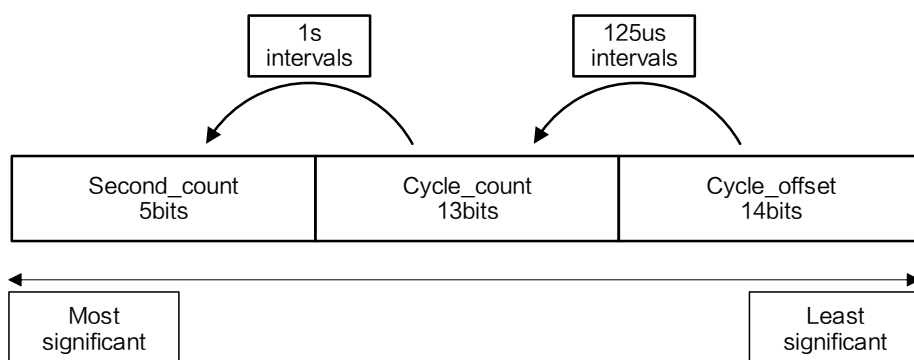 1s
intervals
125us
intervals
Second_count
5bits
Cycle_count
13bits
Cycle_offset
14bits
Most
significant
Least
significant